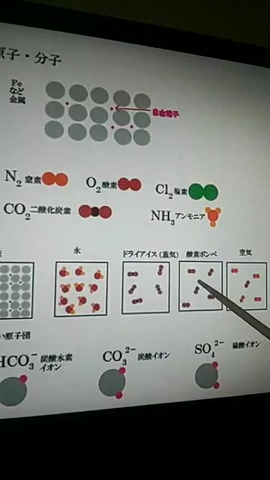 原子・分子
Fe
など
金属
自由電子
N2 窒素
O2 酸素
Cl2 塩素
CO2 二酸化炭素
NH3 アンモニア
水
ドライアイス(蒸気)
酸素ボンベ
空気
い原子団
HCO3− 炭酸水素
イオン
CO3 2− 炭酸イオン
SO4 2− 硫酸イオン